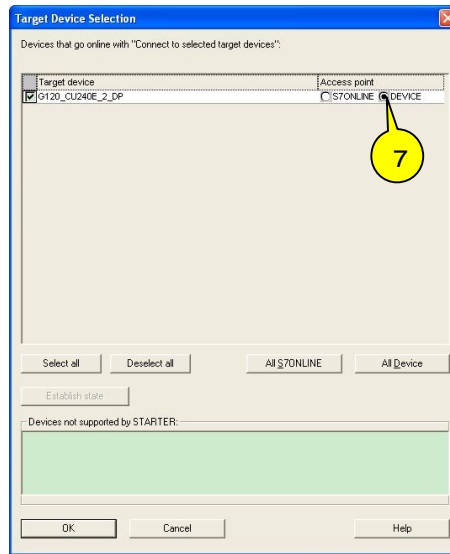 Target Device Selection
Devices that go online with "Connect to selected target devices":
Target device Access point
G120_CU240E_2_DP S7ONLINE DEVICE
7
Select all Deselect all All S7ONLINE All Device
Establish state
Devices not supported by STARTER:
OK Cancel Help